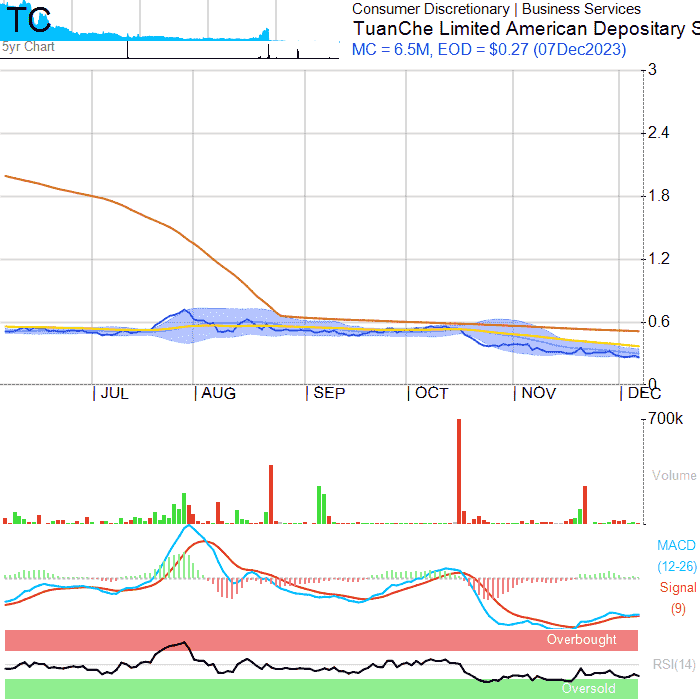 TC
5yr Chart
Consumer Discretionary | Business Services
TuanChe Limited American Depositary S
MC = 6.5M, EOD = $0.27 (07Dec2023)
3
2.4
1.8
1.2
0.6
0
JUL AUG SEP OCT NOV DEC
700k
Volume
MACD
(12-26)
Signal
(9)
Overbought
RSI(14)
Oversold